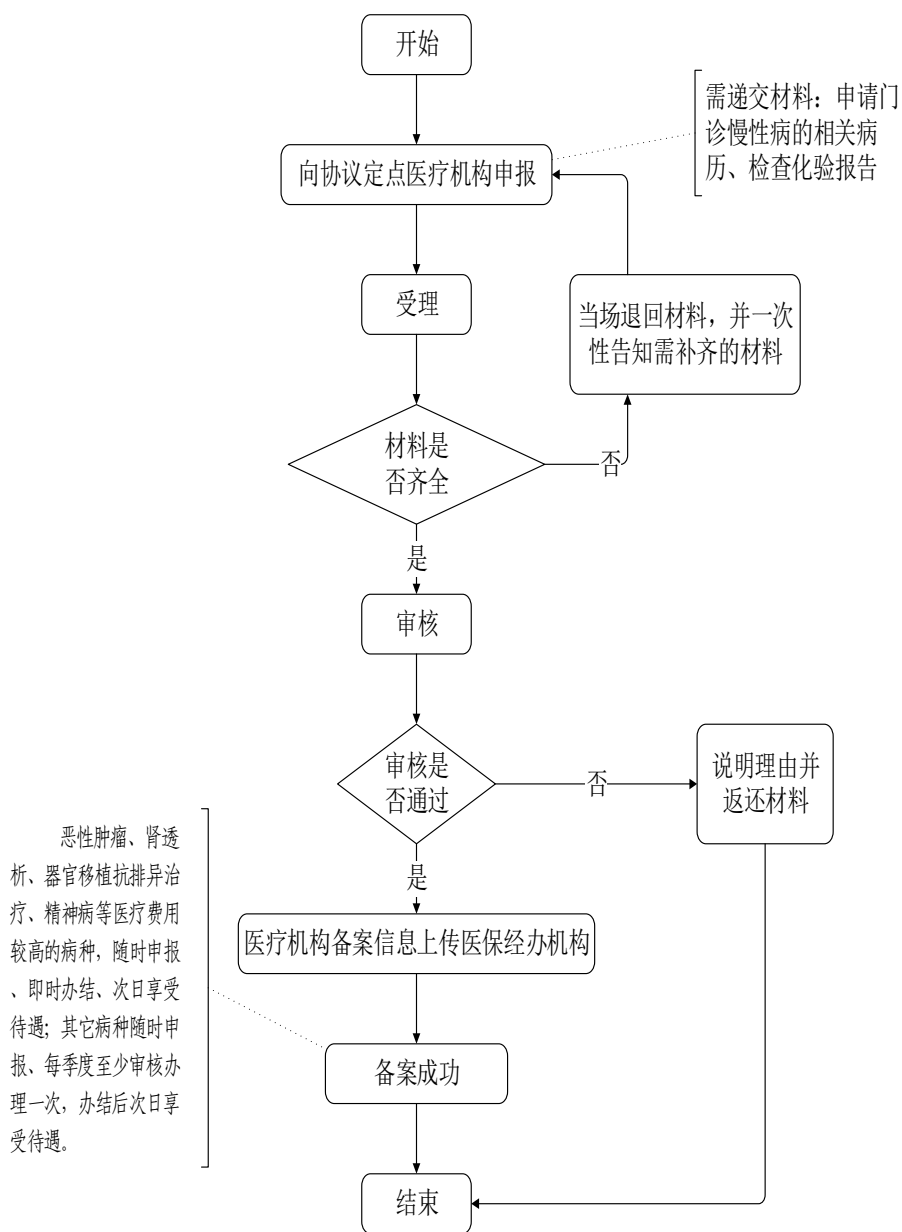 开始
需递交材料：申请门
诊慢性病的相关病
历、检查化验报告
向协议定点医疗机构申报
受理
当场退回材料，并一次
性告知需补齐的材料
材料是
否齐全
否
是
审核
审核是
否通过
否
说明理由并
返还材料
是
恶性肿瘤、肾透
析、器官移植抗排异治
疗、精神病等医疗费用
较高的病种，随时申报
、即时办结、次日享受
待遇；其它病种随时申
报、每季度至少审核办
理一次，办结后次日享
受待遇。
医疗机构备案信息上传医保经办机构
备案成功
结束